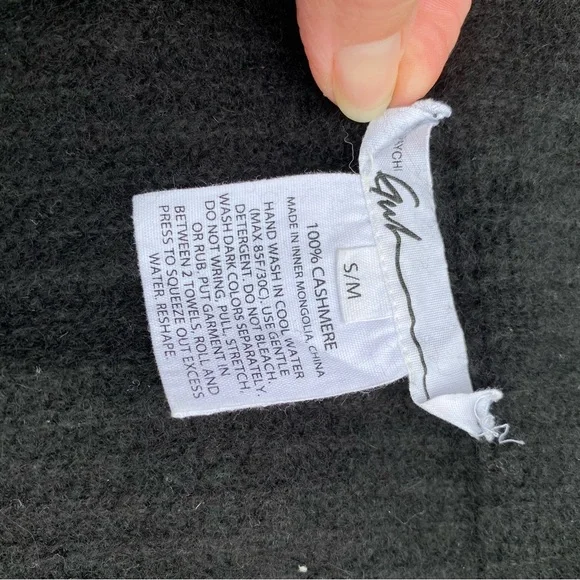 S/M
100% CASHMERE
MADE IN INNER MONGOLIA, CHINA
HAND WASH IN COOL WATER
(MAX 85F/30C). USE GENTLE
DETERGENT. DO NOT BLEACH.
WASH DARK COLORS SEPARATELY.
DO NOT WRING, PULL, STRETCH,
OR RUB. PUT GARMENT IN
BETWEEN 2 TOWELS, ROLL AND
PRESS TO SQUEEZE OUT EXCESS
WATER. RESHAPE.